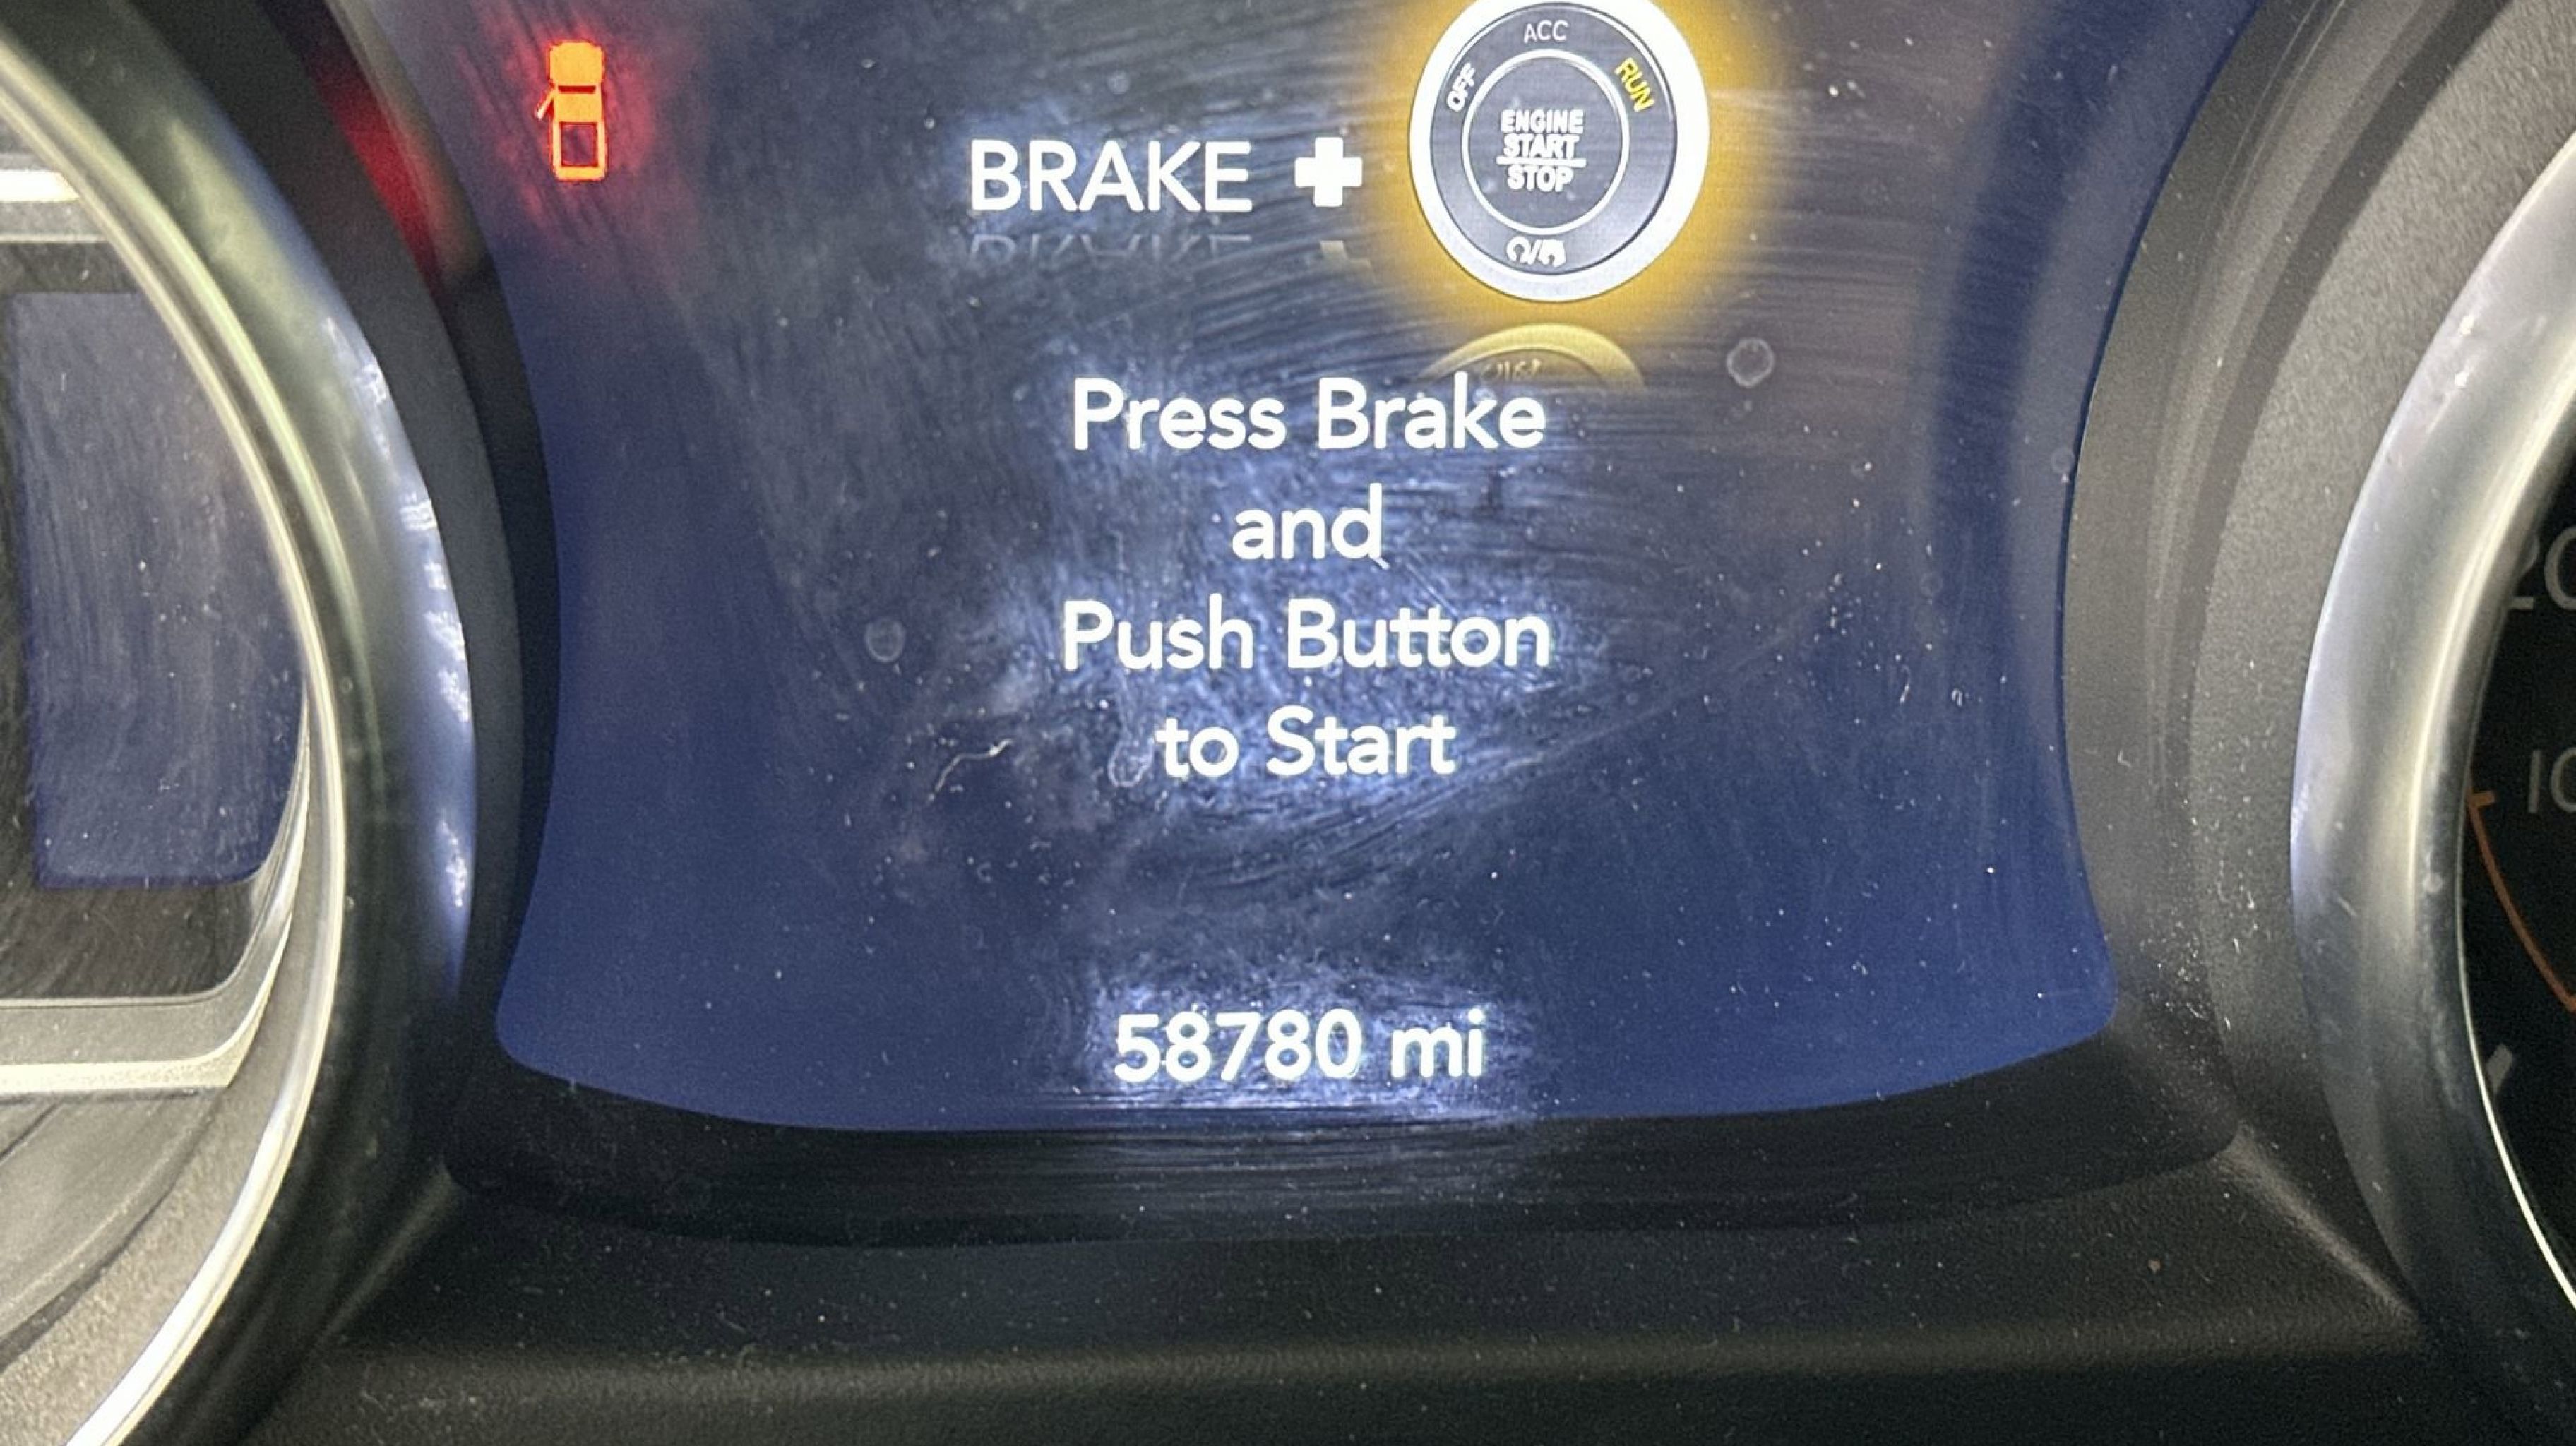 ACC
OFF
RUN
ENGINE
START
STOP
BRAKE +
Press Brake
and
Push Button
to Start
58780 mi